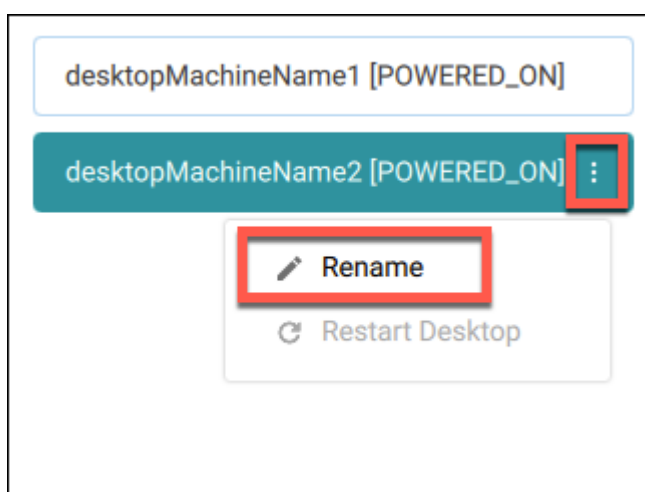 desktopMachineName1 [POWERED_ON]
desktopMachineName2 [POWERED_ON]
Rename
Restart Desktop